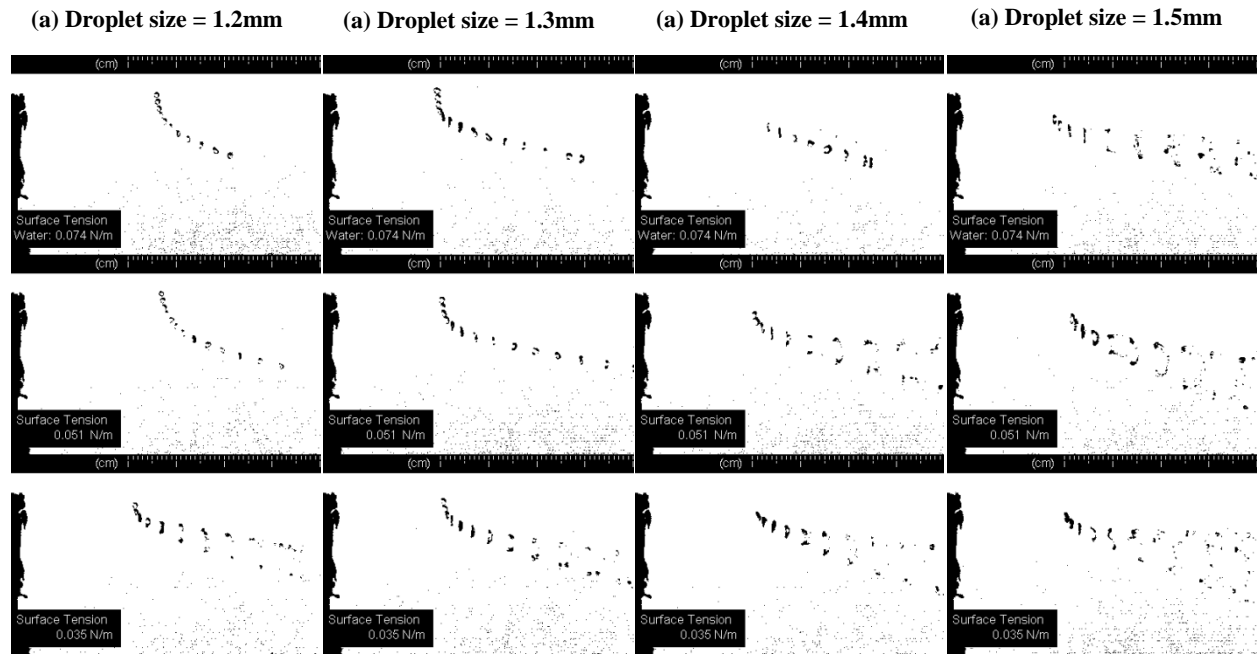 (a) Droplet size = 1.2mm
(a) Droplet size = 1.3mm
(a) Droplet size = 1.4mm
(a) Droplet size = 1.5mm
(cm)
(cm)
(cm)
(cm)
Surface Tension
Water: 0.074 N/m
Surface Tension
Water: 0.074 N/m
Surface Tension
Water: 0.074 N/m
Surface Tension
Water: 0.074 N/m
(cm)
(cm)
(cm)
(cm)
Surface Tension
0.051 N/m
Surface Tension
0.051 N/m
Surface Tension
0.051 N/m
Surface Tension
0.051 N/m
(cm)
(cm)
(cm)
(cm)
Surface Tension
0.035 N/m
Surface Tension
0.035 N/m
Surface Tension
0.035 N/m
Surface Tension
0.035 N/m